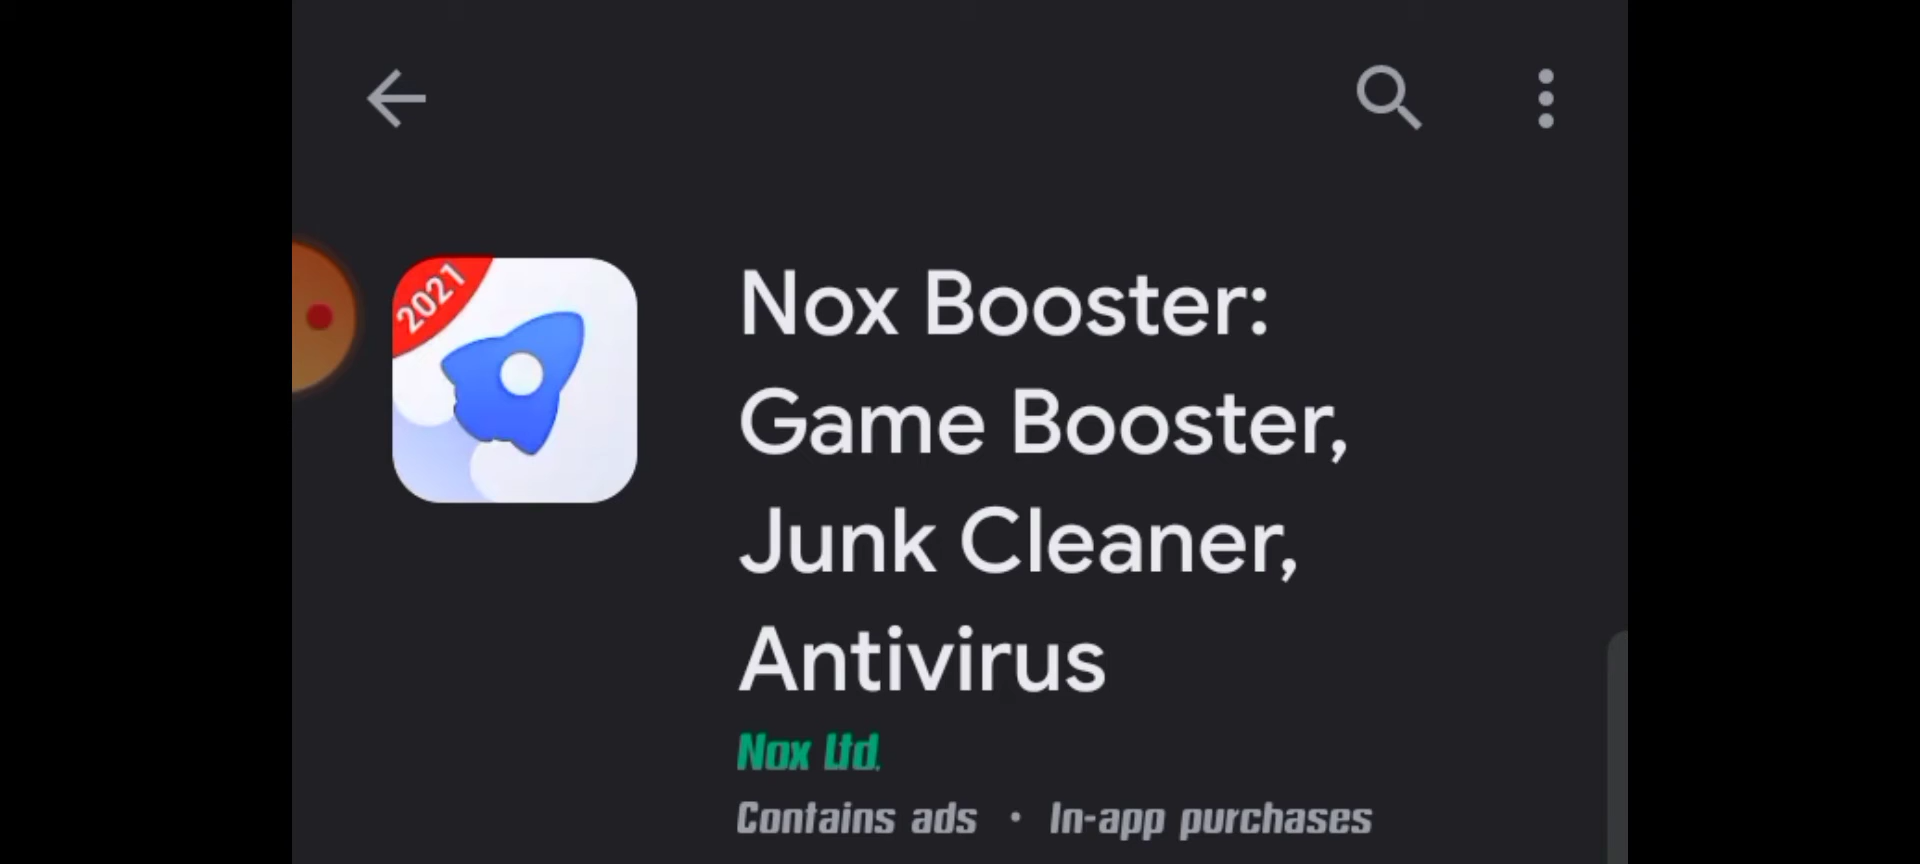 2021
Nox Booster:
Game Booster,
Junk Cleaner,
Antivirus
Nox Ltd.
Contains ads • In-app purchases